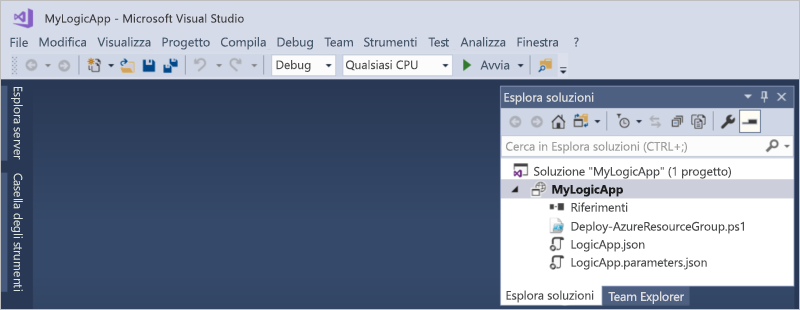 MyLogicApp - Microsoft Visual Studio
File Modifica Visualizza Progetto Compila Debug Team Strumenti Test Analizza Finestra ?
Debug Qualsiasi CPU Avvia
Esplora server
Casella degli strumenti
Esplora soluzioni
Cerca in Esplora soluzioni (CTRL+;)
Soluzione "MyLogicApp" (1 progetto)
MyLogicApp
Riferimenti
Deploy-AzureResourceGroup.ps1
LogicApp.json
LogicApp.parameters.json
Esplora soluzioni Team Explorer